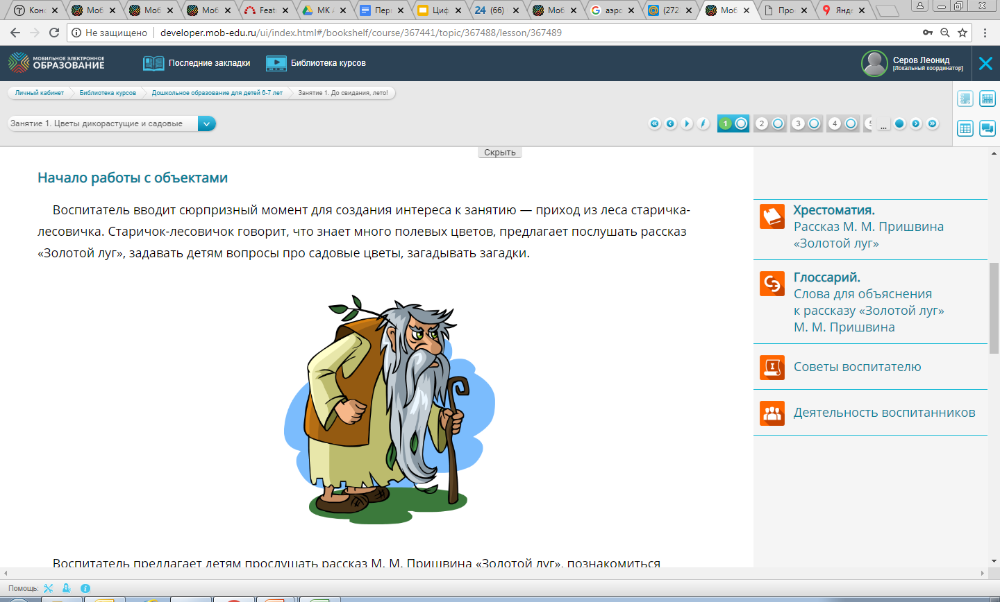 Конс
Моб
Моб
Моб
Featu
МК А
Перв
Циф
24 (66)
Моб
аэрс
(272
Моб
Про
Янде
Не защищено
developer.mob-edu.ru/ui/index.html#/bookshelf/course/367441/topic/367488/lesson/367489
МОБИЛЬНОЕ ЭЛЕКТРОННОЕ
ОБРАЗОВАНИЕ
Последние закладки
Библиотека курсов
Серов Леонид
[Локальный координатор]
Личный кабинет
Библиотека курсов
Дошкольное образование для детей 6-7 лет
Занятие 1. До свидания, лето!
Занятие 1. Цветы дикорастущие и садовые
1 2 3 4 5 ...
Скрыть
Начало работы с объектами
Воспитатель вводит сюрпризный момент для создания интереса к занятию — приход из леса старичка-
лесовичка. Старичок-лесовичок говорит, что знает много полевых цветов, предлагает послушать рассказ
«Золотой луг», задавать детям вопросы про садовые цветы, загадывать загадки.
Воспитатель предлагает детям прослушать рассказ М. М. Пришвина «Золотой луг», познакомиться
Хрестоматия.
Рассказ М. М. Пришвина
«Золотой луг»
Глоссарий.
Слова для объяснения
к рассказу «Золотой луг»
М. М. Пришвина
Советы воспитателю
Деятельность воспитанников
Помощь: